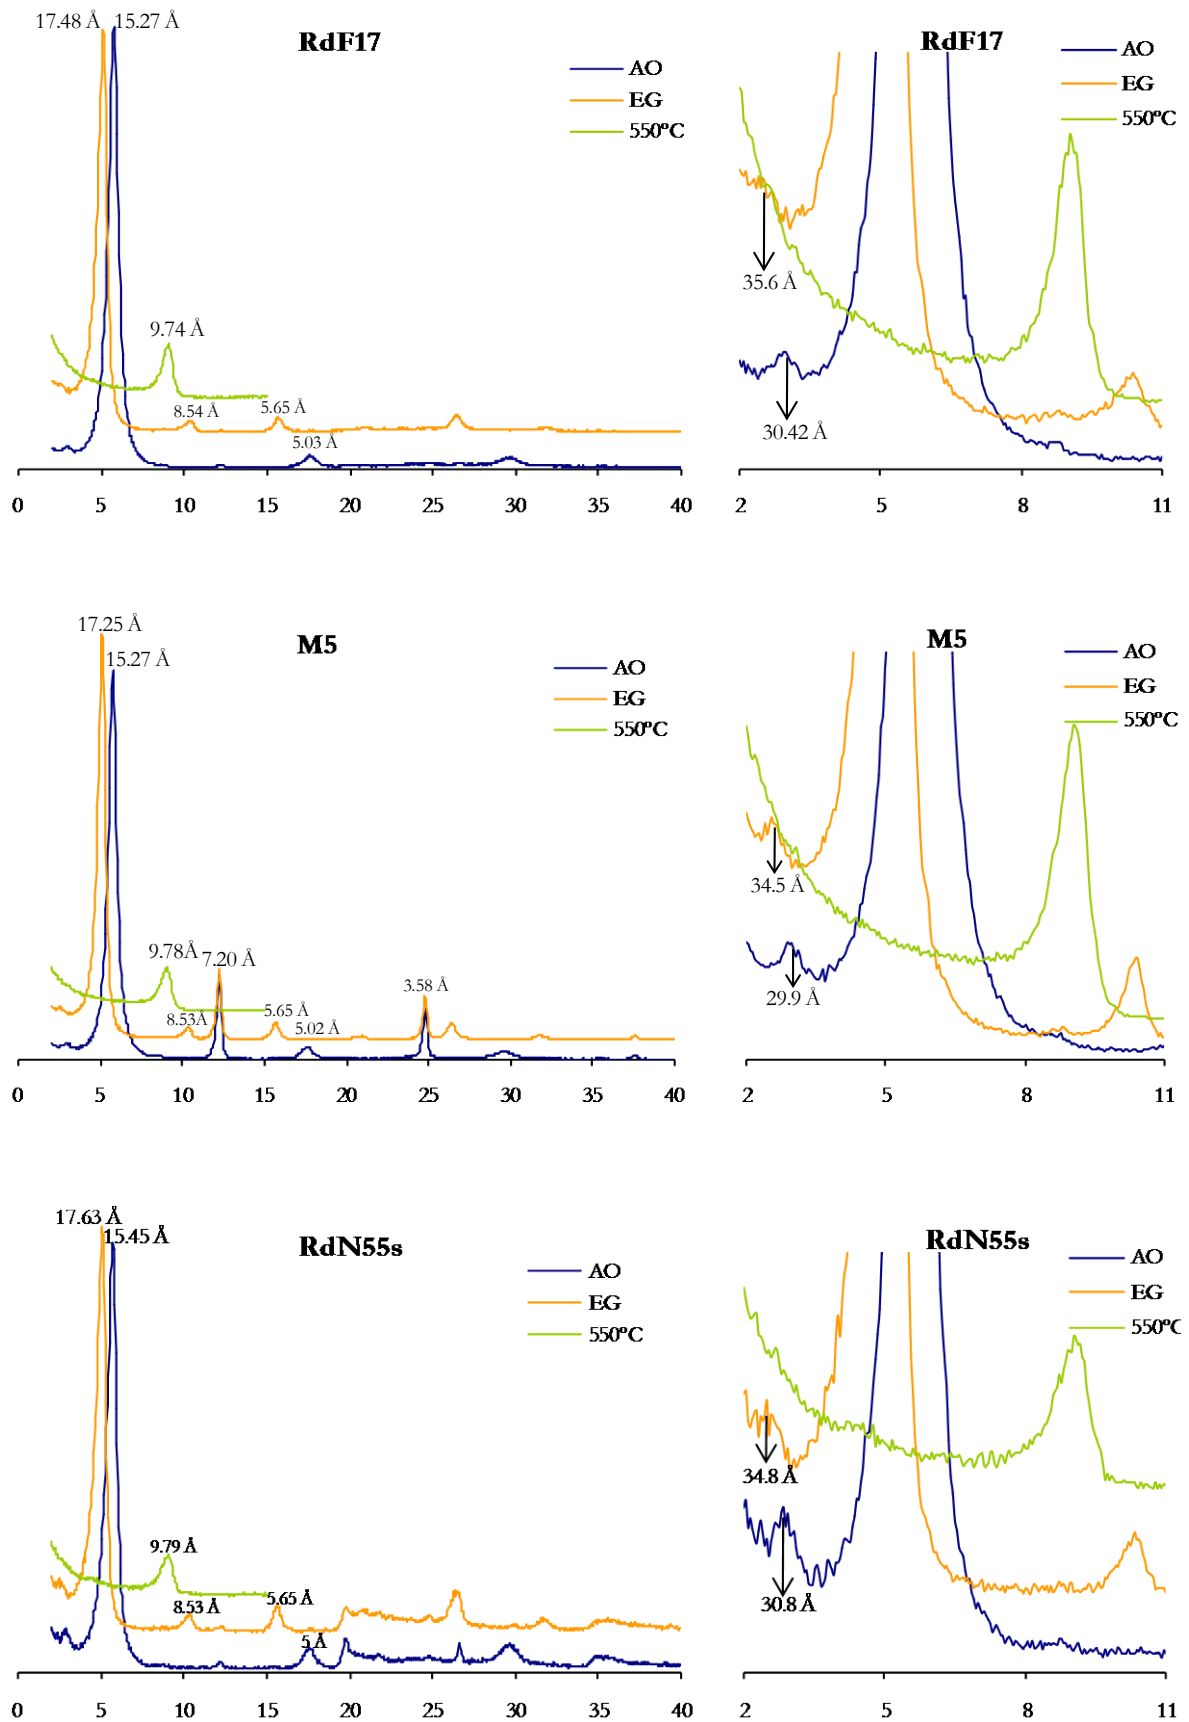 17.48 Å 15.27 Å
RdF17
AO
EG
550ºC
9.74 Å
8.54 Å
5.65 Å
5.03 Å
0 5 10 15 20 25 30 35 40
RdF17
AO
EG
550ºC
35.6 Å
30.42 Å
2 5 8 11
17.25 Å
15.27 Å
M5
AO
EG
550ºC
9.78Å
7.20 Å
8.53Å
5.65 Å
5.02 Å
3.58 Å
0 5 10 15 20 25 30 35 40
M5
AO
EG
550ºC
34.5 Å
29.9 Å
2 5 8 11
17.63 Å
15.45 Å
RdN55s
AO
EG
550ºC
9.79 Å
8.53 Å
5.65 Å
5 Å
0 5 10 15 20 25 30 35 40
RdN55s
AO
EG
550ºC
34.8 Å
30.8 Å
2 5 8 11